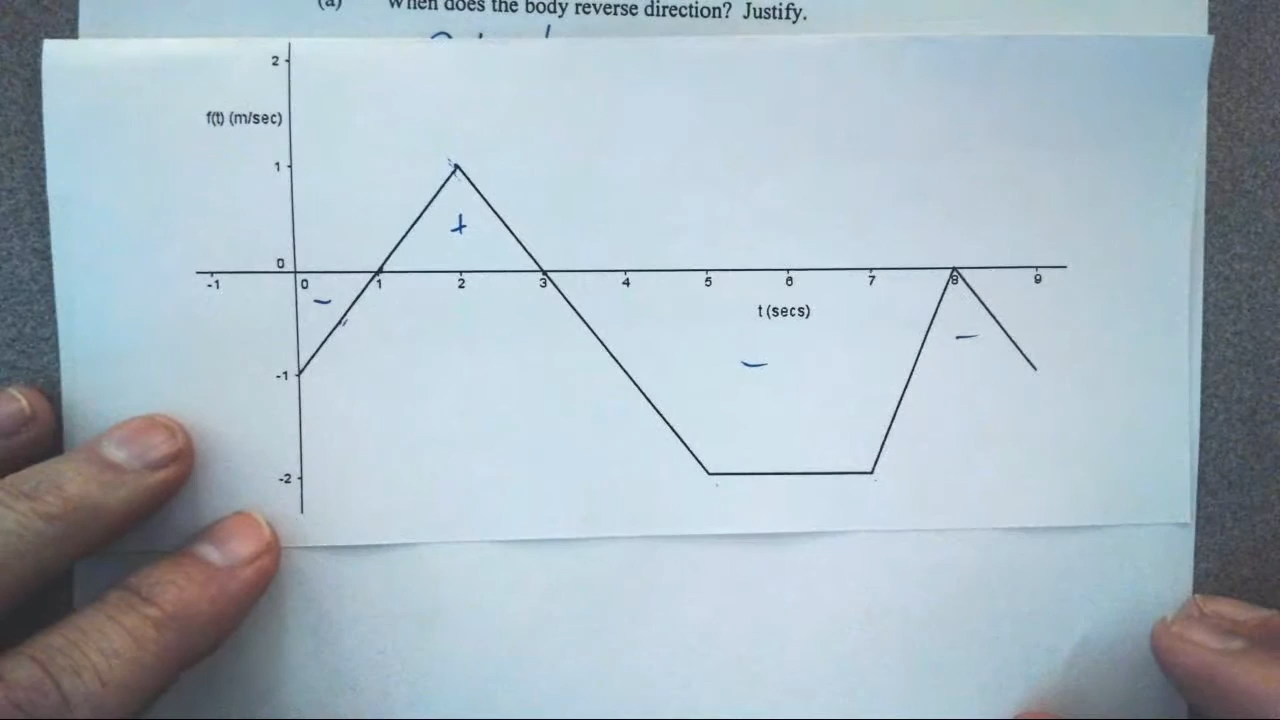 (a) When does the body reverse direction? Justify.
2
f(t) (m/sec)
1
+
0
-1 0 1 2 3 4 5 6 7 8 9
t (secs)
-
-
-
-1
-2